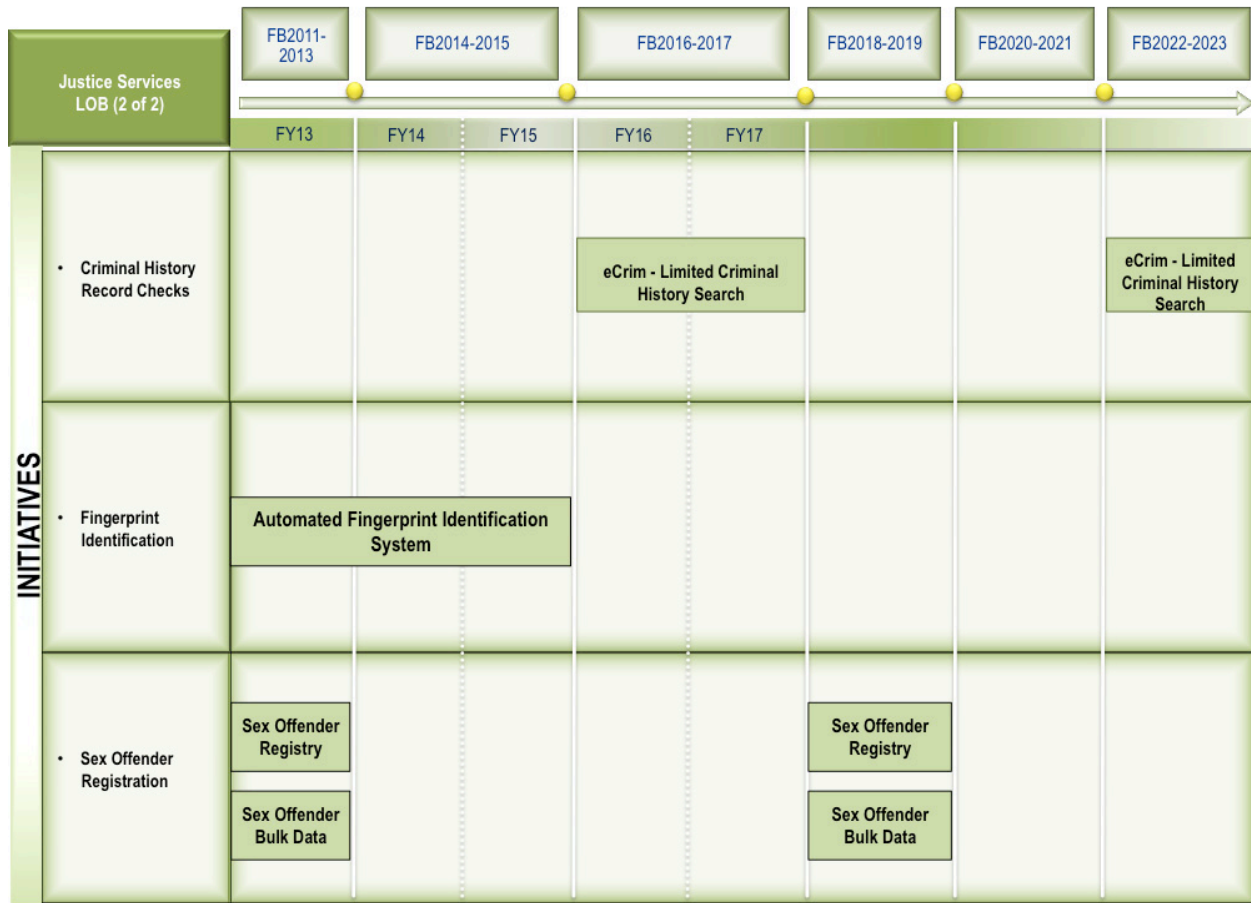 Justice Services
LOB (2 of 2)
FB2011-
2013
FB2014-2015
FB2016-2017
FB2018-2019
FB2020-2021
FB2022-2023
FY13
FY14
FY15
FY16
FY17
INITIATIVES
• Criminal History
Record Checks
eCrim - Limited Criminal
History Search
eCrim - Limited
Criminal History
Search
• Fingerprint
Identification
Automated Fingerprint Identification
System
• Sex Offender
Registration
Sex Offender
Registry
Sex Offender
Bulk Data
Sex Offender
Registry
Sex Offender
Bulk Data